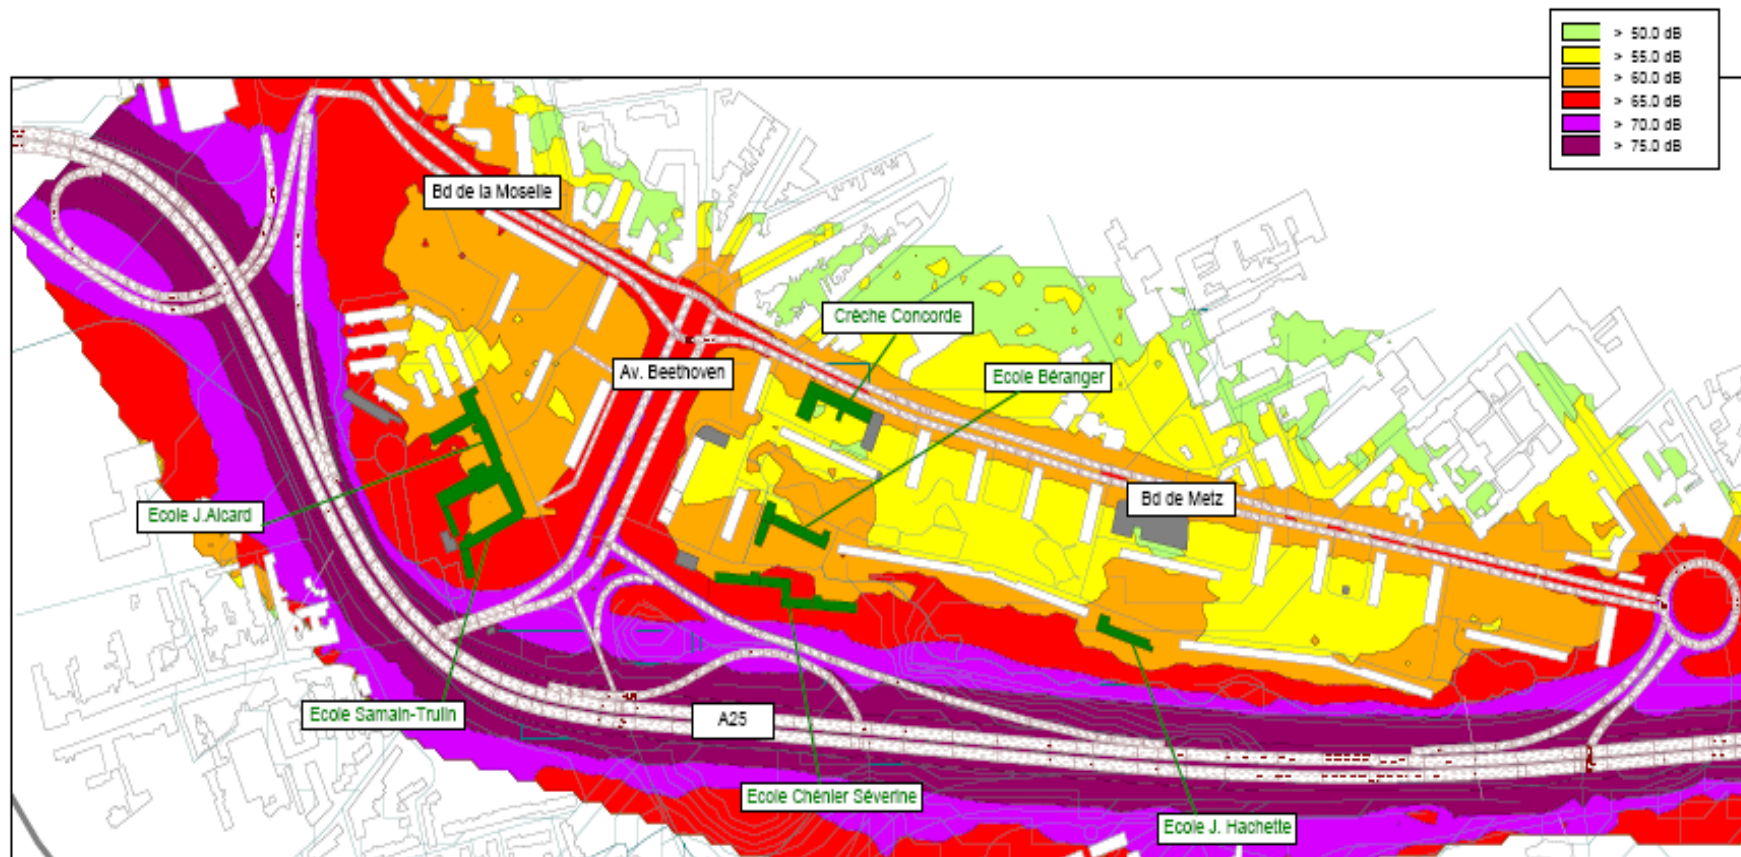 > 50.0 dB
> 55.0 dB
> 60.0 dB
> 65.0 dB
> 70.0 dB
> 75.0 dB
Bd de la Moselle
Crèche Concorde
Av. Beethoven
Ecole Béranger
Bd de Metz
Ecole J.Aicard
Ecole Samain-Trulin
A25
Ecole Chénier Séverine
Ecole J. Hachette